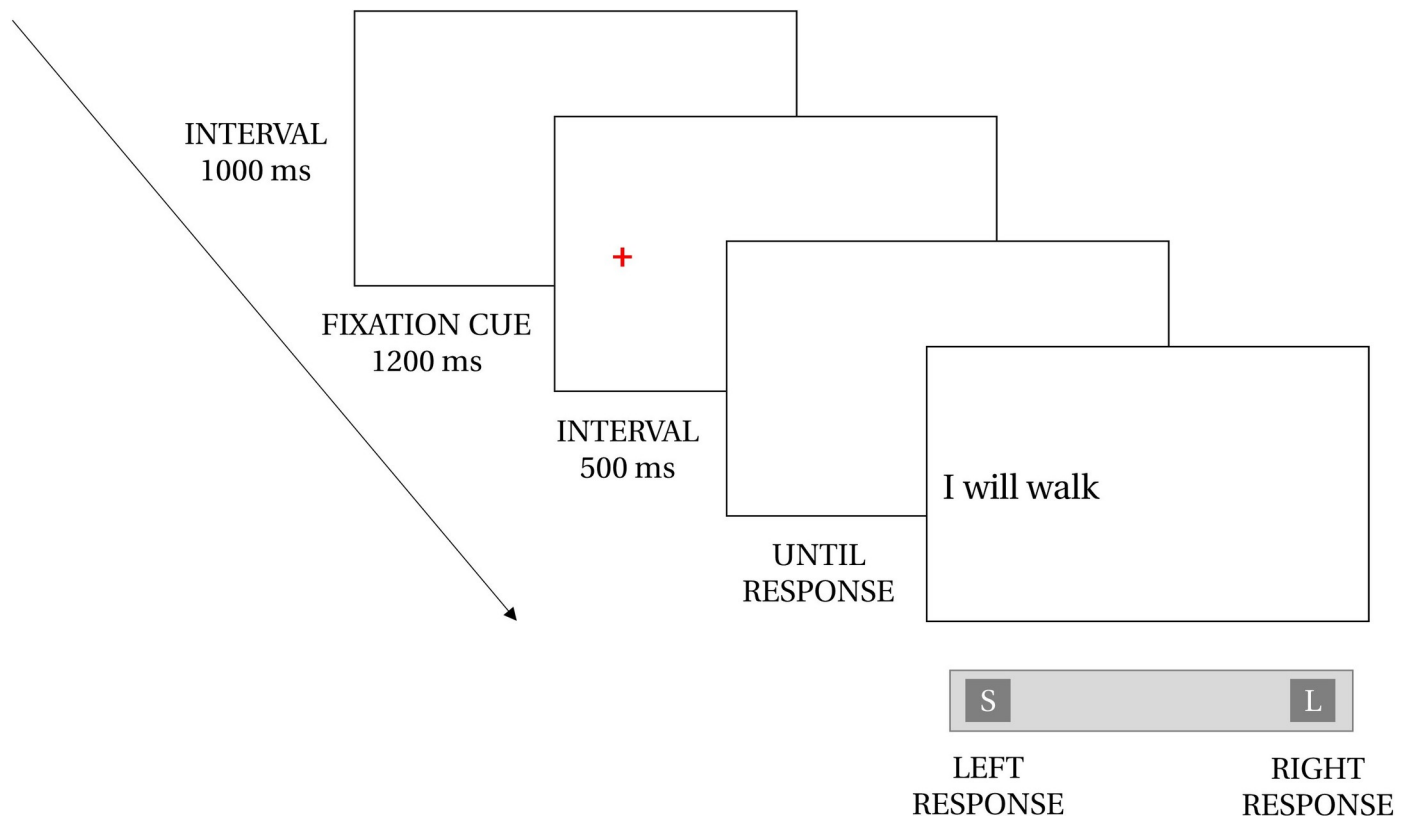 INTERVAL
1000 ms
FIXATION CUE
1200 ms
INTERVAL
500 ms
I will walk
UNTIL
RESPONSE
S
L
LEFT
RESPONSE
RIGHT
RESPONSE